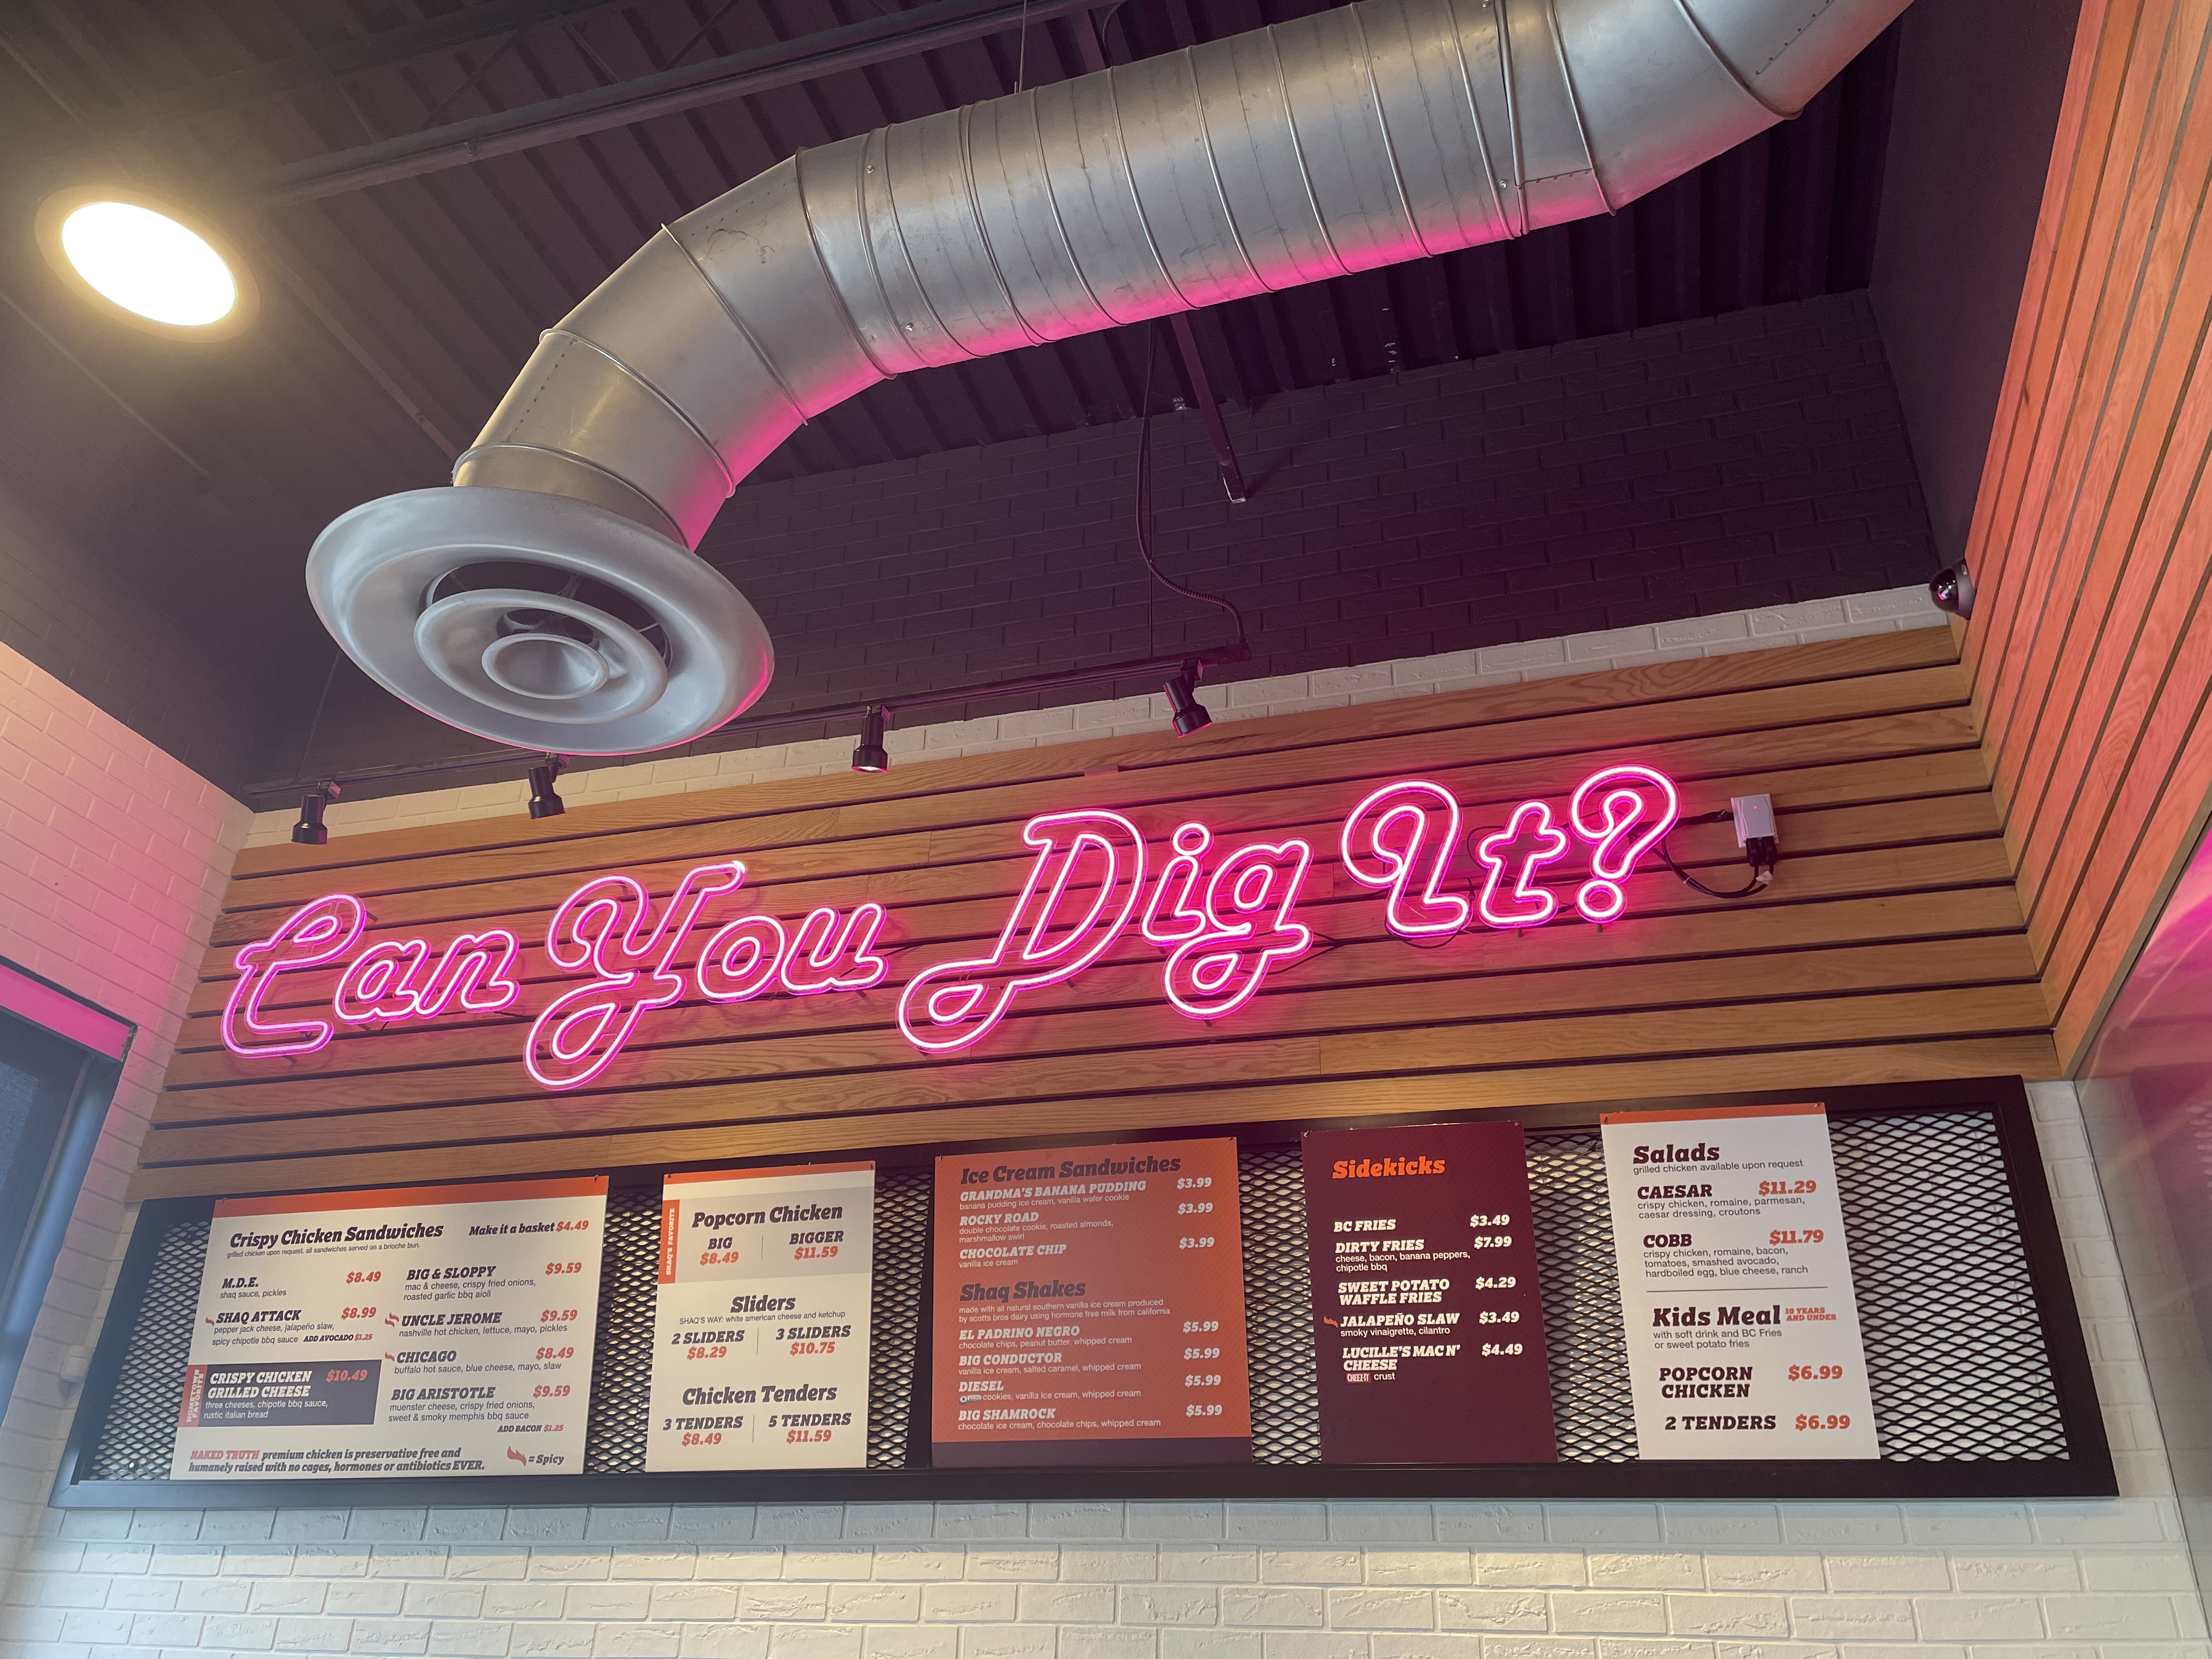 Can You Dig It?
Crispy Chicken Sandwiches
grilled chicken upon request. all sandwiches served on a brioche bun.
Make it a basket $4.49
M.D.E. $8.49
shaq sauce, pickles
SHAQ ATTACK $8.99
pepper jack cheese, jalapeño slaw,
spicy chipotle bbq sauce ADD AVOCADO $1.25
HOMETOWN
FAVORITE
CRISPY CHICKEN $10.49
GRILLED CHEESE
three cheeses, chipotle bbq sauce,
rustic italian bread
BIG & SLOPPY $9.59
mac & cheese, crispy fried onions,
roasted garlic bbq aioli
UNCLE JEROME $9.59
nashville hot chicken, lettuce, mayo, pickles
CHICAGO $8.49
buffalo hot sauce, blue cheese, mayo, slaw
BIG ARISTOTLE $9.59
muenster cheese, crispy fried onions,
sweet & smoky memphis bbq sauce
ADD BACON $1.25
NAKED TRUTH premium chicken is preservative free and
humanely raised with no cages, hormones or antibiotics EVER.
= Spicy
SHAQ'S FAVORITE
Popcorn Chicken
BIG BIGGER
$8.49 $11.59
Sliders
SHAQ'S WAY: white american cheese and ketchup
2 SLIDERS 3 SLIDERS
$8.29 $10.75
Chicken Tenders
3 TENDERS 5 TENDERS
$8.49 $11.59
Ice Cream Sandwiches
GRANDMA'S BANANA PUDDING $3.99
banana pudding ice cream, vanilla wafer cookie
ROCKY ROAD $3.99
double chocolate cookie, roasted almonds,
marshmallow swirl
CHOCOLATE CHIP $3.99
vanilla ice cream
Shaq Shakes
made with all natural southern vanilla ice cream produced
by scotts bros dairy using hormone free milk from california
EL PADRINO NEGRO $5.99
chocolate chips, peanut butter, whipped cream
BIG CONDUCTOR $5.99
vanilla ice cream, salted caramel, whipped cream
DIESEL $5.99
OREO cookies, vanilla ice cream, whipped cream
BIG SHAMROCK $5.99
chocolate ice cream, chocolate chips, whipped cream
Sidekicks
BC FRIES $3.49
DIRTY FRIES $7.99
cheese, bacon, banana peppers,
chipotle bbq
SWEET POTATO $4.29
WAFFLE FRIES
JALAPEÑO SLAW $3.49
smoky vinaigrette, cilantro
LUCILLE'S MAC N' $4.49
CHEESE
CHEEZ-IT crust
Salads
grilled chicken available upon request
CAESAR $11.29
crispy chicken, romaine, parmesan,
caesar dressing, croutons
COBB $11.79
crispy chicken, romaine, bacon,
tomatoes, smashed avocado,
hardboiled egg, blue cheese, ranch
Kids Meal 10 YEARS
AND UNDER
with soft drink and BC Fries
or sweet potato fries
POPCORN $6.99
CHICKEN
2 TENDERS $6.99